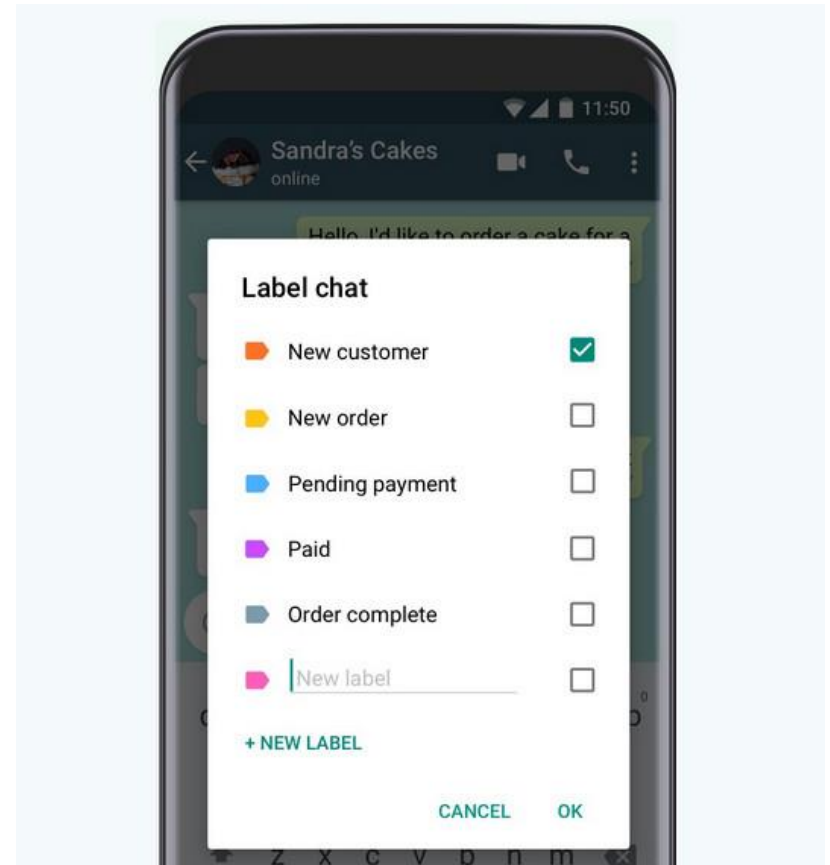 11:50
Sandra's Cakes
online
Hello, I'd like to order a cake for a
Label chat
New customer
New order
Pending payment
Paid
Order complete
New label
+ NEW LABEL
CANCEL OK
0
p
z x c v b n m